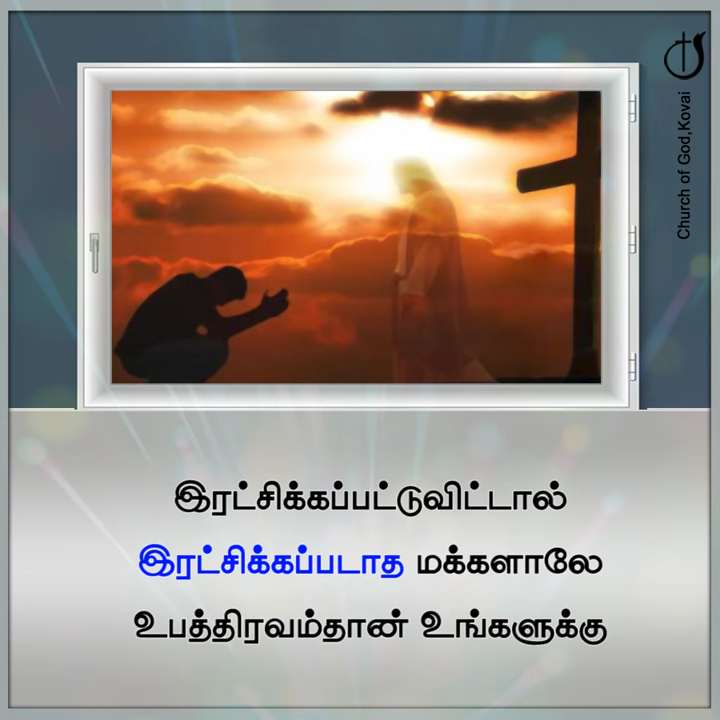 Church of God,Kovai
இரட்சிக்கப்பட்டுவிட்டால்
இரட்சிக்கப்படாத மக்களாலே
உபத்திரவம்தான் உங்களுக்கு